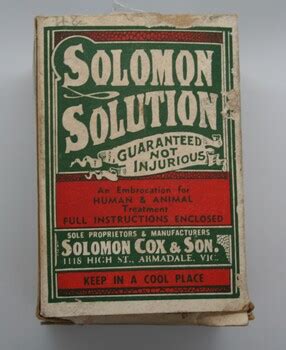 SOLOMON
SOLUTION
GUARANTEED
NOT
INJURIOUS
An Embrocation for
HUMAN & ANIMAL
Treatment
FULL INSTRUCTIONS ENCLOSED
SOLE PROPRIETORS & MANUFACTURERS
SOLOMON COX & SON.
1118 HIGH ST., ARMADALE, VIC.
KEEP IN A COOL PLACE